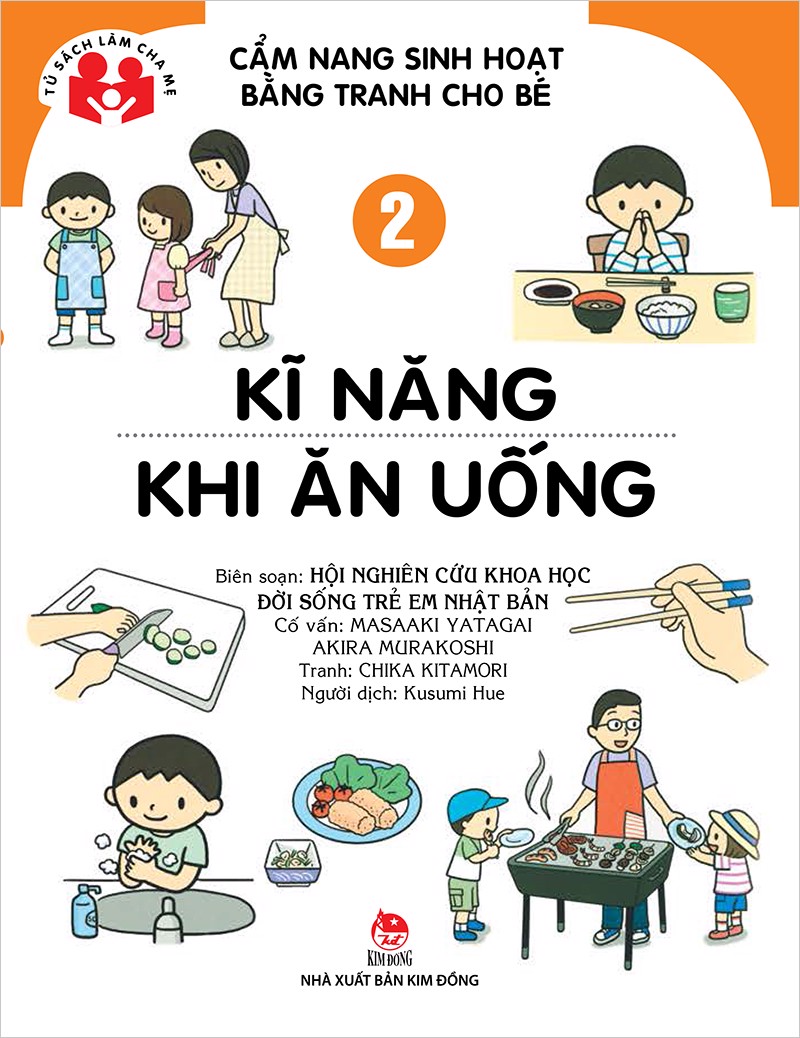 TỦ SÁCH LÀM CHA MẸ
CẨM NANG SINH HOẠT
BẰNG TRANH CHO BÉ
2
KĨ NĂNG
KHI ĂN UỐNG
Biên soạn: HỘI NGHIÊN CỨU KHOA HỌC
ĐỜI SỐNG TRẺ EM NHẬT BẢN
Cố vấn: MASAAKI YATAGAI
AKIRA MURAKOSHI
Tranh: CHIKA KITAMORI
Người dịch: Kusumi Hue
KIM ĐỒNG
NHÀ XUẤT BẢN KIM ĐỒNG